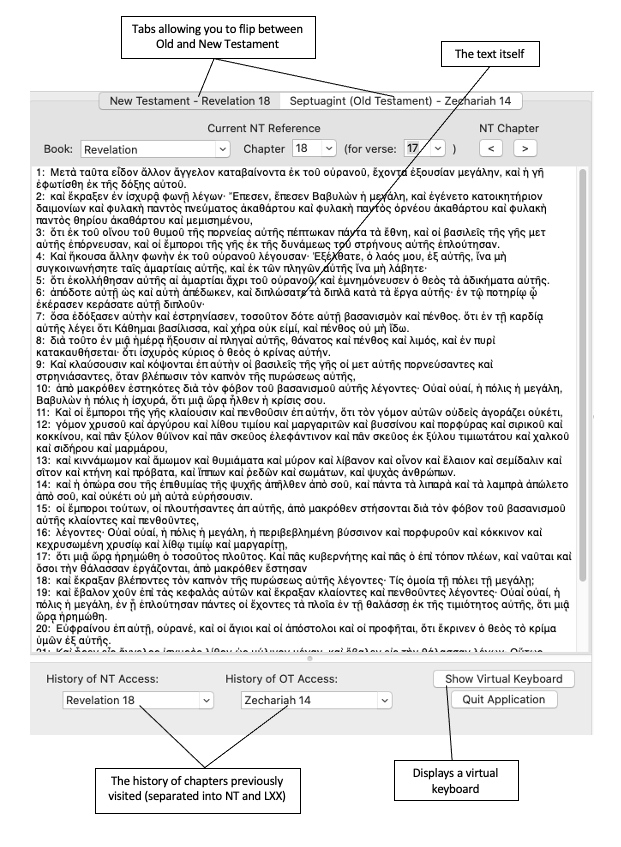 Tabs allowing you to flip between
Old and New Testament
The text itself
New Testament - Revelation 18
Septuagint (Old Testament) - Zechariah 14
Current NT Reference
NT Chapter
Book: Revelation Chapter 18 (for verse: 17 ) < >
1: Μετὰ ταῦτα εἶδον ἄλλον ἄγγελον καταβαίνοντα ἐκ τοῦ οὐρανοῦ, ἔχοντα ἐξουσίαν μεγάλην, καὶ ἡ γῆ
ἐφωτίσθη ἐκ τῆς δόξης αὐτοῦ.
2: καὶ ἔκραξεν ἐν ἰσχυρᾷ φωνῇ λέγων· Ἔπεσεν, ἔπεσεν Βαβυλὼν ἡ μεγάλη, καὶ ἐγένετο κατοικητήριον
δαιμονίων καὶ φυλακὴ παντὸς πνεύματος ἀκαθάρτου καὶ φυλακὴ παντὸς ὀρνέου ἀκαθάρτου καὶ φυλακὴ
παντὸς θηρίου ἀκαθάρτου καὶ μεμισημένου,
3: ὅτι ἐκ τοῦ οἴνου τοῦ θυμοῦ τῆς πορνείας αὐτῆς πέπτωκαν πάντα τὰ ἔθνη, καὶ οἱ βασιλεῖς τῆς γῆς μετ
αὐτῆς ἐπόρνευσαν, καὶ οἱ ἔμποροι τῆς γῆς ἐκ τῆς δυνάμεως τοῦ στρήνους αὐτῆς ἐπλούτησαν.
4: Καὶ ἤκουσα ἄλλην φωνὴν ἐκ τοῦ οὐρανοῦ λέγουσαν· Ἐξέλθατε, ὁ λαός μου, ἐξ αὐτῆς, ἵνα μὴ
συγκοινωνήσητε ταῖς ἁμαρτίαις αὐτῆς, καὶ ἐκ τῶν πληγῶν αὐτῆς ἵνα μὴ λάβητε·
5: ὅτι ἐκολλήθησαν αὐτῆς αἱ ἁμαρτίαι ἄχρι τοῦ οὐρανοῦ, καὶ ἐμνημόνευσεν ὁ θεὸς τὰ ἀδικήματα αὐτῆς.
6: ἀπόδοτε αὐτῇ ὡς καὶ αὐτὴ ἀπέδωκεν, καὶ διπλώσατε τὰ διπλᾶ κατὰ τὰ ἔργα αὐτῆς· ἐν τῷ ποτηρίῳ ᾧ
ἐκέρασεν κεράσατε αὐτῇ διπλοῦν·
7: ὅσα ἐδόξασεν αὑτὴν καὶ ἐστρηνίασεν, τοσοῦτον δότε αὐτῇ βασανισμὸν καὶ πένθος. ὅτι ἐν τῇ καρδίᾳ
αὐτῆς λέγει ὅτι Κάθημαι βασίλισσα, καὶ χήρα οὐκ εἰμί, καὶ πένθος οὐ μὴ ἴδω.
8: διὰ τοῦτο ἐν μιᾷ ἡμέρᾳ ἥξουσιν αἱ πληγαὶ αὐτῆς, θάνατος καὶ πένθος καὶ λιμός, καὶ ἐν πυρὶ
κατακαυθήσεται· ὅτι ἰσχυρὸς κύριος ὁ θεὸς ὁ κρίνας αὐτήν.
9: Καὶ κλαύσουσιν καὶ κόψονται ἐπ αὐτὴν οἱ βασιλεῖς τῆς γῆς οἱ μετ αὐτῆς πορνεύσαντες καὶ
στρηνιάσαντες, ὅταν βλέπωσιν τὸν καπνὸν τῆς πυρώσεως αὐτῆς,
10: ἀπὸ μακρόθεν ἑστηκότες διὰ τὸν φόβον τοῦ βασανισμοῦ αὐτῆς λέγοντες· Οὐαὶ οὐαί, ἡ πόλις ἡ μεγάλη,
Βαβυλὼν ἡ πόλις ἡ ἰσχυρά, ὅτι μιᾷ ὥρᾳ ἦλθεν ἡ κρίσις σου.
11: Καὶ οἱ ἔμποροι τῆς γῆς κλαίουσιν καὶ πενθοῦσιν ἐπ αὐτήν, ὅτι τὸν γόμον αὐτῶν οὐδεὶς ἀγοράζει οὐκέτι,
12: γόμον χρυσοῦ καὶ ἀργύρου καὶ λίθου τιμίου καὶ μαργαριτῶν καὶ βυσσίνου καὶ πορφύρας καὶ σιρικοῦ καὶ
κοκκίνου, καὶ πᾶν ξύλον θύϊνον καὶ πᾶν σκεῦος ἐλεφάντινον καὶ πᾶν σκεῦος ἐκ ξύλου τιμιωτάτου καὶ χαλκοῦ
καὶ σιδήρου καὶ μαρμάρου,
13: καὶ κιννάμωμον καὶ ἄμωμον καὶ θυμιάματα καὶ μύρον καὶ λίβανον καὶ οἶνον καὶ ἔλαιον καὶ σεμίδαλιν καὶ
σῖτον καὶ κτήνη καὶ πρόβατα, καὶ ἵππων καὶ ῥεδῶν καὶ σωμάτων, καὶ ψυχὰς ἀνθρώπων.
14: καὶ ἡ ὀπώρα σου τῆς ἐπιθυμίας τῆς ψυχῆς ἀπῆλθεν ἀπὸ σοῦ, καὶ πάντα τὰ λιπαρὰ καὶ τὰ λαμπρὰ ἀπώλετο
ἀπὸ σοῦ, καὶ οὐκέτι οὐ μὴ αὐτὰ εὑρήσουσιν.
15: οἱ ἔμποροι τούτων, οἱ πλουτήσαντες ἀπ αὐτῆς, ἀπὸ μακρόθεν στήσονται διὰ τὸν φόβον τοῦ βασανισμοῦ
αὐτῆς κλαίοντες καὶ πενθοῦντες,
16: λέγοντες· Οὐαὶ οὐαί, ἡ πόλις ἡ μεγάλη, ἡ περιβεβλημένη βύσσινον καὶ πορφυροῦν καὶ κόκκινον καὶ
κεχρυσωμένη χρυσίῳ καὶ λίθῳ τιμίῳ καὶ μαργαρίτῃ,
17: ὅτι μιᾷ ὥρᾳ ἠρημώθη ὁ τοσοῦτος πλοῦτος. Καὶ πᾶς κυβερνήτης καὶ πᾶς ὁ ἐπὶ τόπον πλέων, καὶ ναῦται καὶ
ὅσοι τὴν θάλασσαν ἐργάζονται, ἀπὸ μακρόθεν ἔστησαν
18: καὶ ἔκραξαν βλέποντες τὸν καπνὸν τῆς πυρώσεως αὐτῆς λέγοντες· Τίς ὁμοία τῇ πόλει τῇ μεγάλῃ;
19: καὶ ἔβαλον χοῦν ἐπὶ τὰς κεφαλὰς αὐτῶν καὶ ἔκραξαν κλαίοντες καὶ πενθοῦντες λέγοντες· Οὐαὶ οὐαί, ἡ
πόλις ἡ μεγάλη, ἐν ᾗ ἐπλούτησαν πάντες οἱ ἔχοντες τὰ πλοῖα ἐν τῇ θαλάσσῃ ἐκ τῆς τιμιότητος αὐτῆς, ὅτι μιᾷ
ὥρᾳ ἠρημώθη.
20: Εὐφραίνου ἐπ αὐτῇ, οὐρανέ, καὶ οἱ ἅγιοι καὶ οἱ ἀπόστολοι καὶ οἱ προφῆται, ὅτι ἔκρινεν ὁ θεὸς τὸ κρίμα
ὑμῶν ἐξ αὐτῆς.
History of NT Access:
History of OT Access:
Show Virtual Keyboard
Revelation 18
Zechariah 14
Quit Application
The history of chapters previously
visited (separated into NT and LXX)
Displays a virtual
keyboard